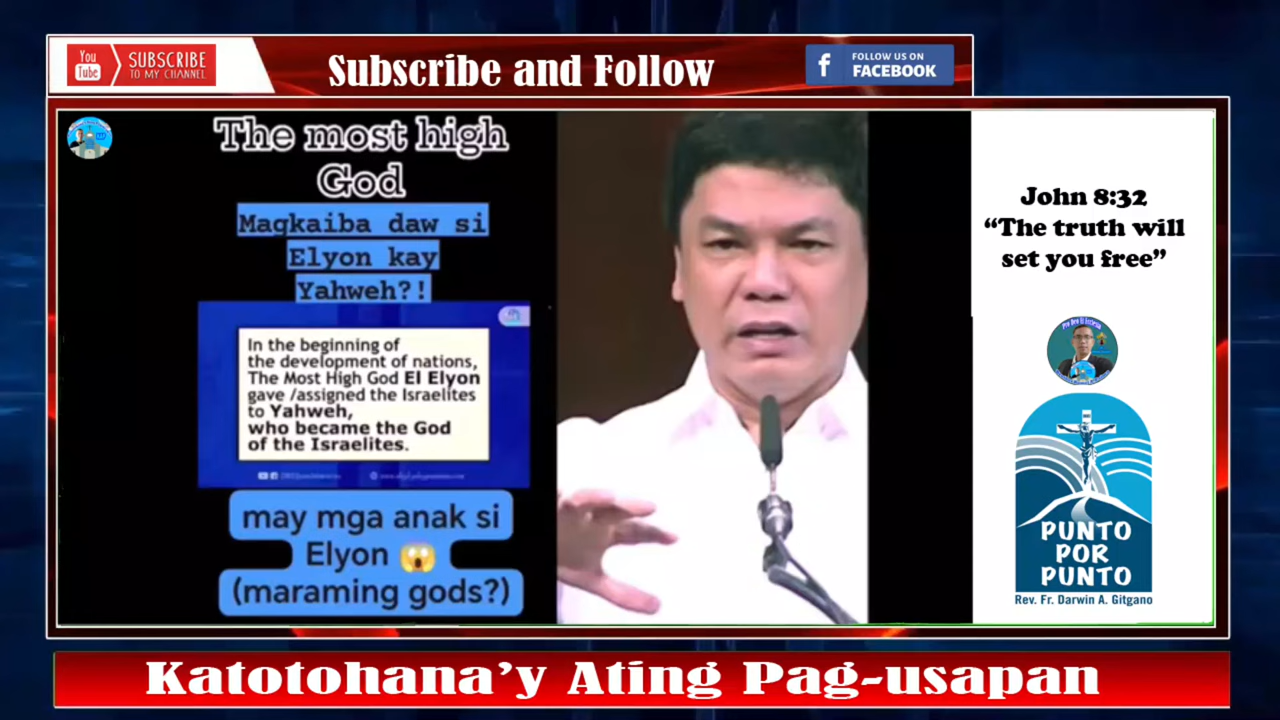 You
Tube
SUBSCRIBE
TO MY CHANNEL
Subscribe and Follow
f
FOLLOW US ON
FACEBOOK
The most high
God
Magkaiba daw si
Elyon kay
Yahweh?!
In the beginning of
the development of nations,
The Most High God El Elyon
gave /assigned the Israelites
to Yahweh,
who became the God
of the Israelites.
may mga anak si
Elyon 😱
(maraming gods?)
John 8:32
“The truth will
set you free”
PUNTO
POR
PUNTO
Rev. Fr. Darwin A. Gitgano
Katotohana’y Ating Pag-usapan